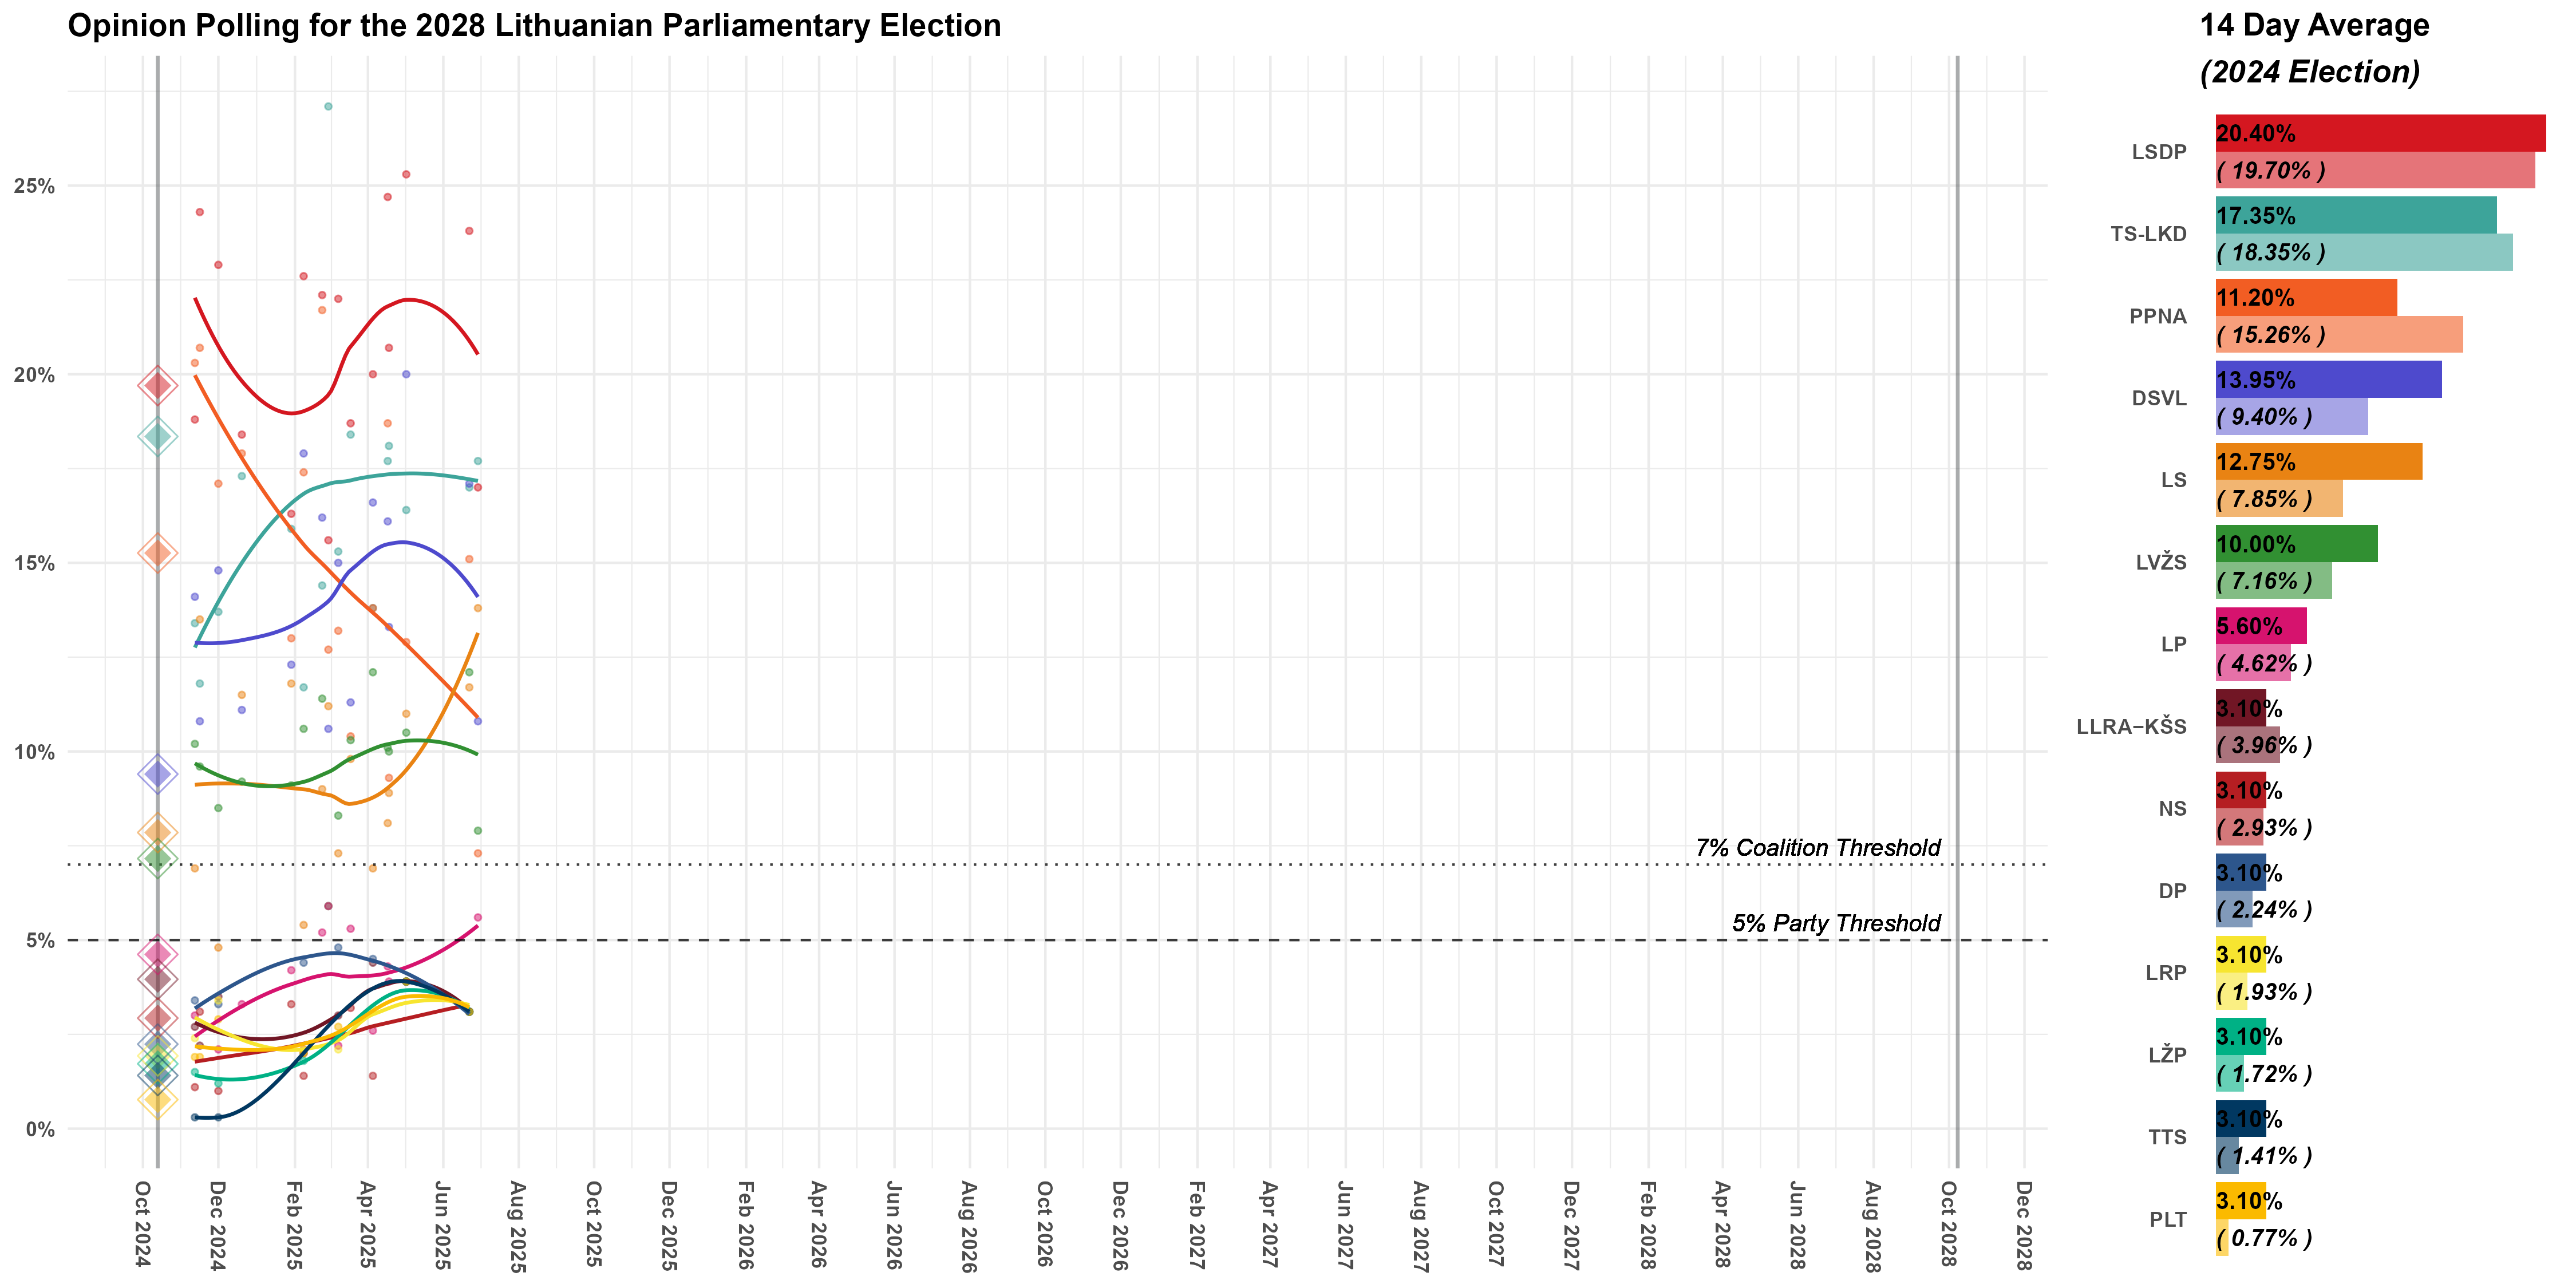 Opinion Polling for the 2028 Lithuanian Parliamentary Election
25%
20%
15%
10%
5%
0%
7% Coalition Threshold
5% Party Threshold
Oct 2024
Dec 2024
Feb 2025
Apr 2025
Jun 2025
Aug 2025
Oct 2025
Dec 2025
Feb 2026
Apr 2026
Jun 2026
Aug 2026
Oct 2026
Dec 2026
Feb 2027
Apr 2027
Jun 2027
Aug 2027
Oct 2027
Dec 2027
Feb 2028
Apr 2028
Jun 2028
Aug 2028
Oct 2028
Dec 2028
14 Day Average
(2024 Election)
LSDP
20.40%
( 19.70% )
TS-LKD
17.35%
( 18.35% )
PPNA
11.20%
( 15.26% )
DSVL
13.95%
( 9.40% )
LS
12.75%
( 7.85% )
LVŽS
10.00%
( 7.16% )
LP
5.60%
( 4.62% )
LLRA–KŠS
3.10%
( 3.96% )
NS
3.10%
( 2.93% )
DP
3.10%
( 2.24% )
LRP
3.10%
( 1.93% )
LŽP
3.10%
( 1.72% )
TTS
3.10%
( 1.41% )
PLT
3.10%
( 0.77% )